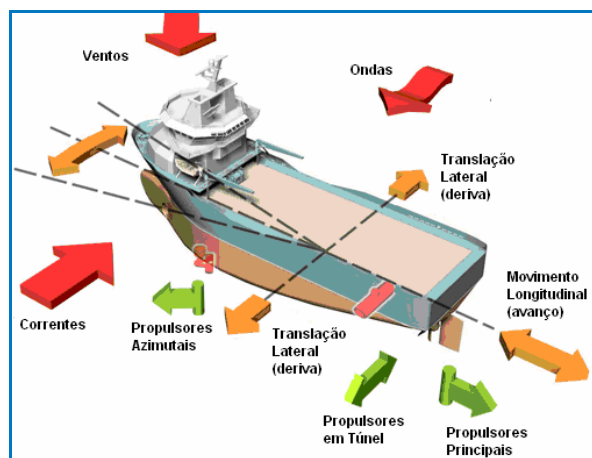 Ventos
Ondas
Translação
Lateral
(deriva)
Movimento
Longitudinal
(avanço)
Correntes
Propulsores
Azimutais
Translação
Lateral
(deriva)
Propulsores
em Túnel
Propulsores
Principais